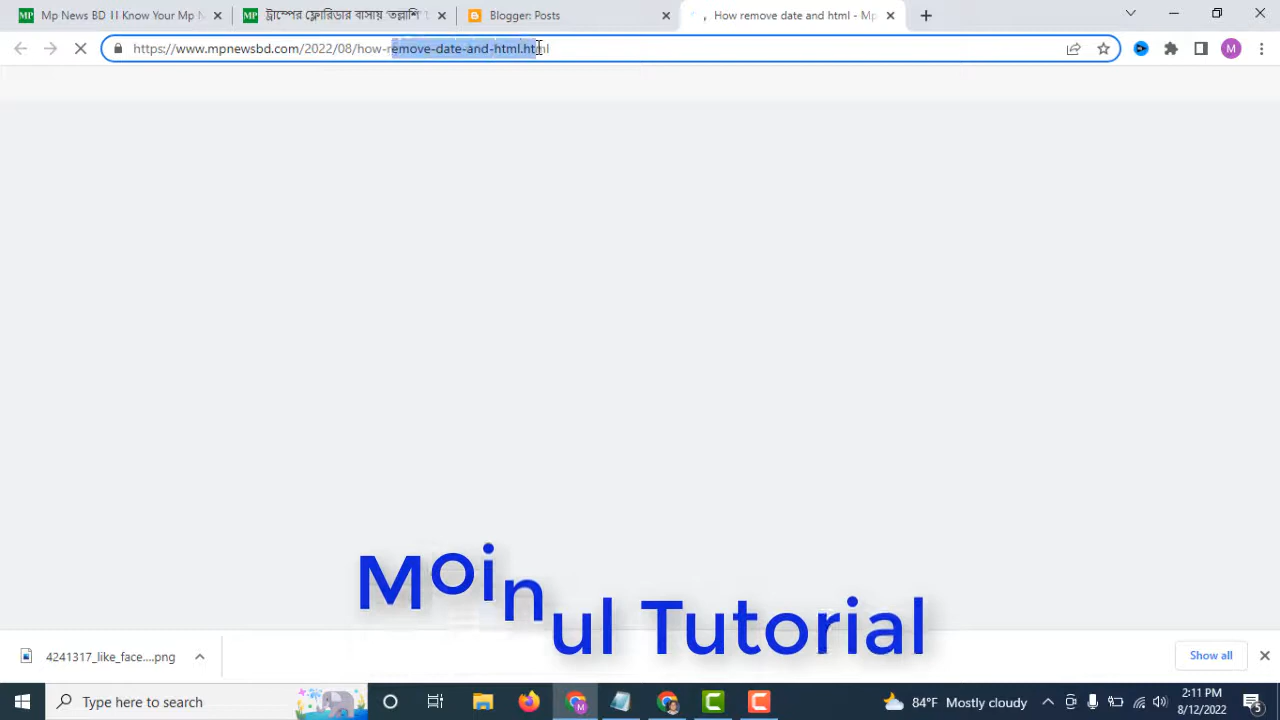 Mp News BD । I Know Your Mp N
ট্রাম্পের ফ্লোরিডার বাসায় তল্লাশি
Blogger: Posts
How remove date and html - Mp
https://www.mpnewsbd.com/2022/08/how-remove-date-and-html.html
M
Moinul Tutorial
4241317_like_face....png
Show all
Type here to search
84°F Mostly cloudy
2:11 PM
8/12/2022
5